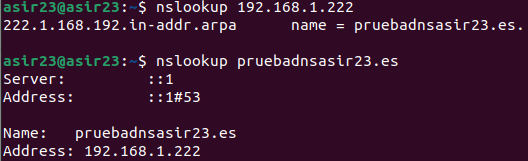 asir23@asir23:~$ nslookup 192.168.1.222
222.1.168.192.in-addr.arpa name = pruebadnsasir23.es.
asir23@asir23:~$ nslookup pruebadnsasir23.es
Server: ::1
Address: ::1#53
Name: pruebadnsasir23.es
Address: 192.168.1.222